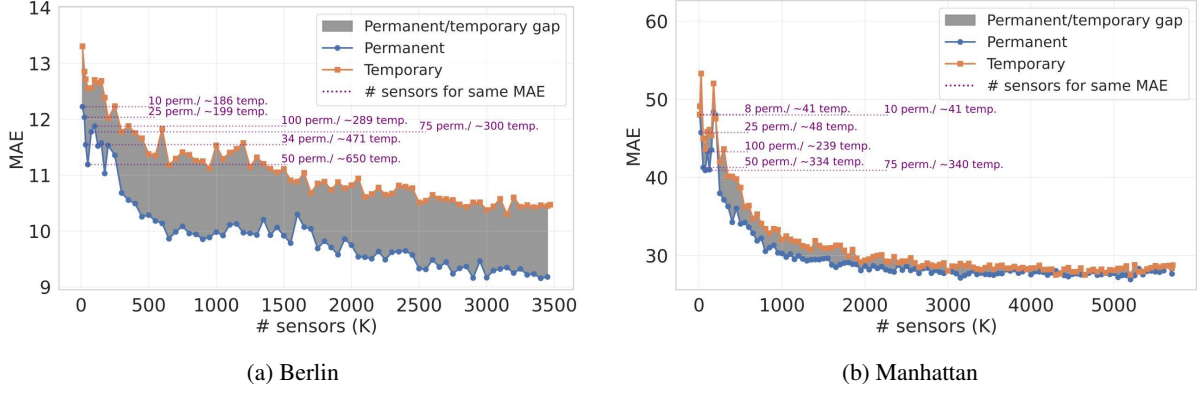 14
13
12
11
10
9
MAE
Permanent/temporary gap
Permanent
Temporary
# sensors for same MAE
10 perm./ ~186 temp.
25 perm./ ~199 temp.
100 perm./ ~289 temp.
75 perm./ ~300 temp.
34 perm./ ~471 temp.
50 perm./ ~650 temp.
0 500 1000 1500 2000 2500 3000 3500
# sensors (K)
(a) Berlin
60
50
40
30
MAE
Permanent/temporary gap
Permanent
Temporary
# sensors for same MAE
8 perm./ ~41 temp.
10 perm./ ~41 temp.
25 perm./ ~48 temp.
100 perm./ ~239 temp.
50 perm./ ~334 temp.
75 perm./ ~340 temp.
0 1000 2000 3000 4000 5000
# sensors (K)
(b) Manhattan